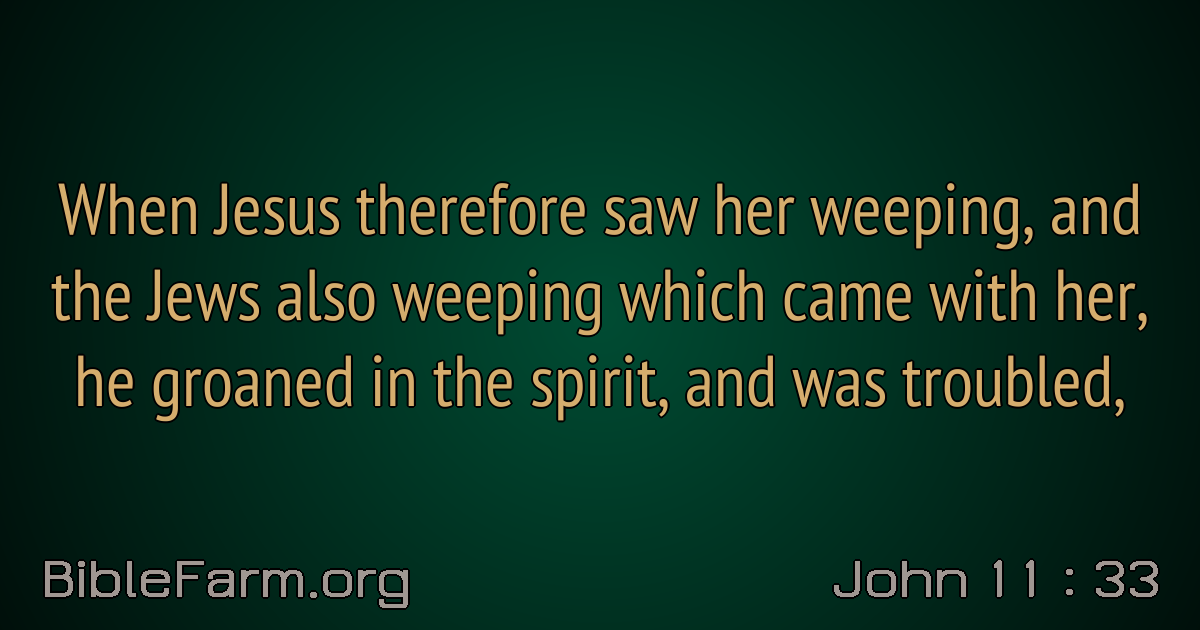 When Jesus therefore saw her weeping, and
the Jews also weeping which came with her,
he groaned in the spirit, and was troubled,
BibleFarm.org
John 11 : 33